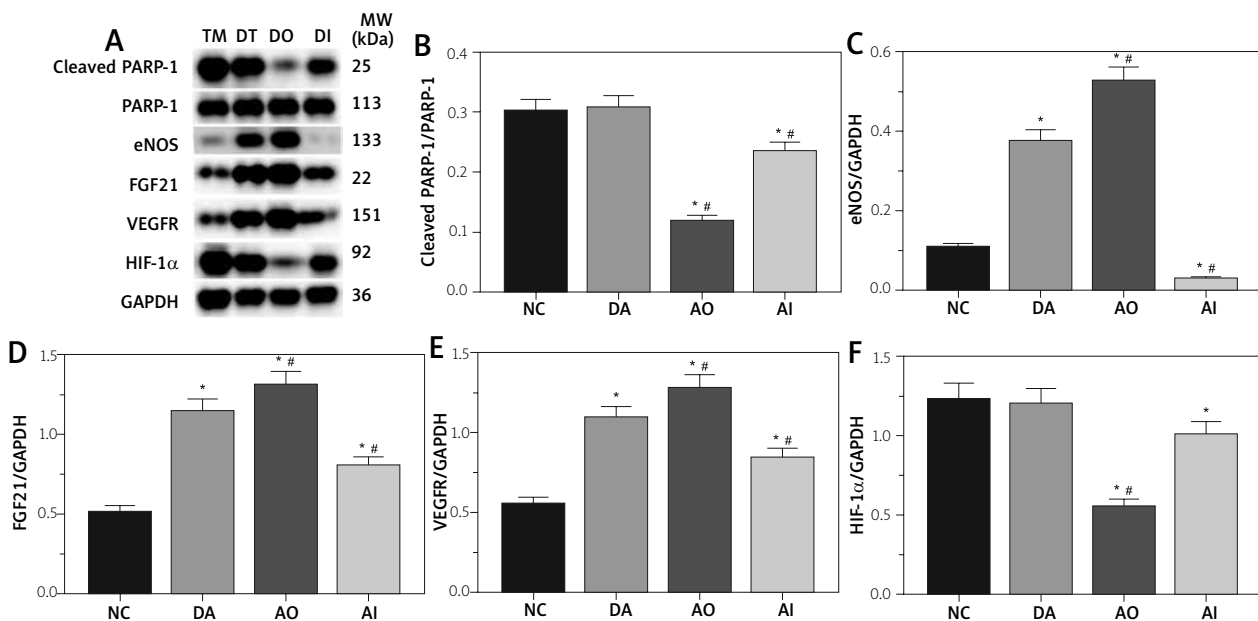 A
TM DT DO DI
MW
(kDa)
Cleaved PARP-1 25
PARP-1 113
eNOS 133
FGF21 22
VEGFR 151
HIF-1α 92
GAPDH 36
B
Cleaved PARP-1/PARP-1
0.4
0.3
0.2
0.1
0.0
* #
* #
NC DA AO AI
C
eNOS/GAPDH
0.6
0.4
0.2
0.0
*
* #
* #
NC DA AO AI
D
FGF21/GAPDH
1.5
1.0
0.5
0.0
*
* #
* #
NC DA AO AI
E
VEGFR/GAPDH
1.5
1.0
0.5
0.0
*
* #
* #
NC DA AO AI
F
HIF-1α/GAPDH
1.5
1.0
0.5
0.0
* #
*
NC DA AO AI